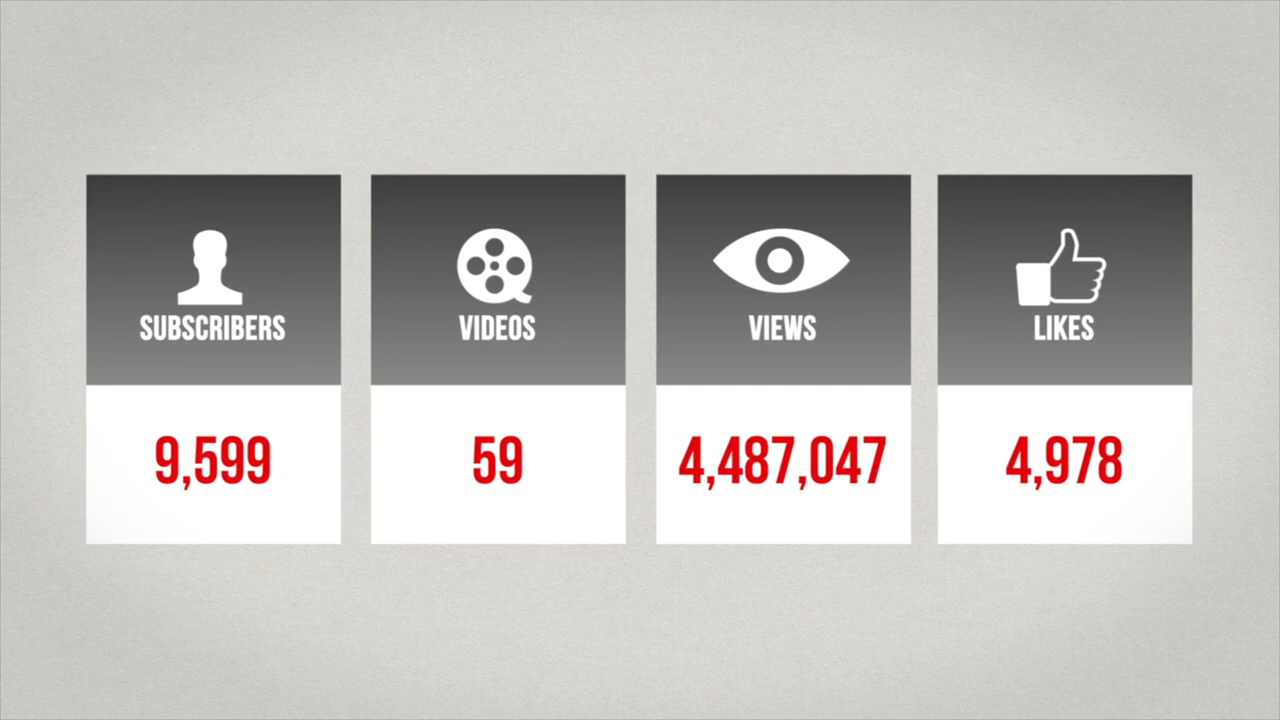 SUBSCRIBERS
9,599
VIDEOS
59
VIEWS
4,487,047
LIKES
4,978